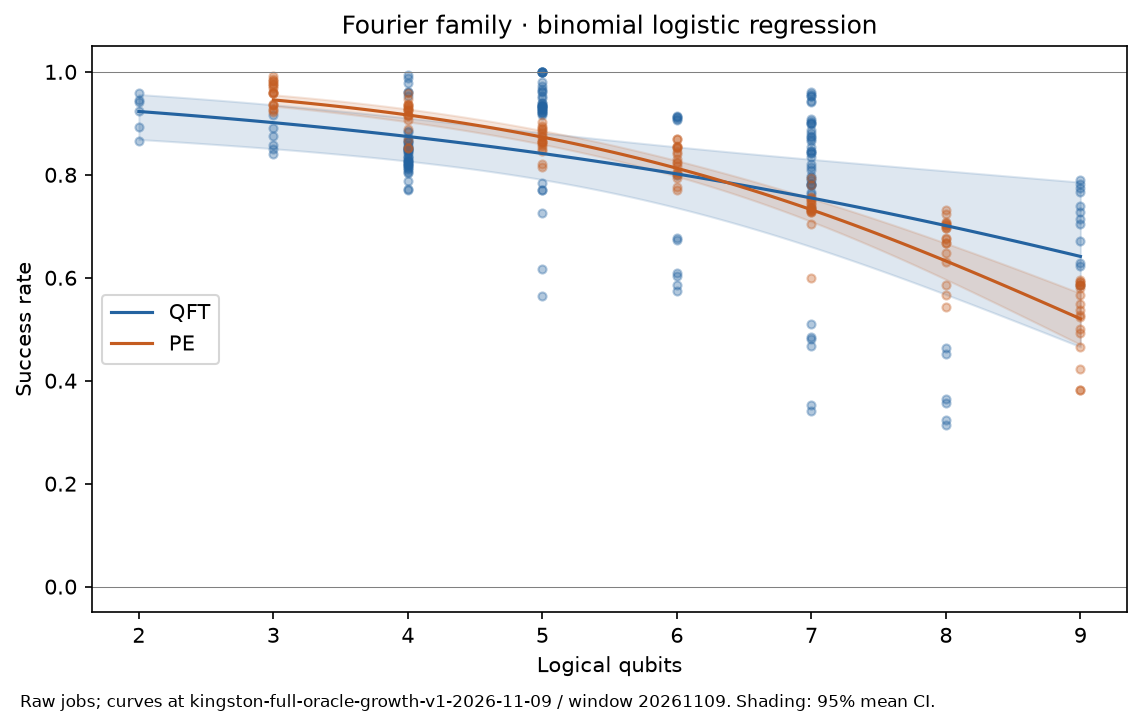 Fourier family · binomial logistic regression
Success rate
1.0
0.8
0.6
0.4
0.2
0.0
QFT
PE
2 3 4 5 6 7 8 9
Logical qubits
Raw jobs; curves at kingston-full-oracle-growth-v1-2026-11-09 / window 20261109. Shading: 95% mean CI.